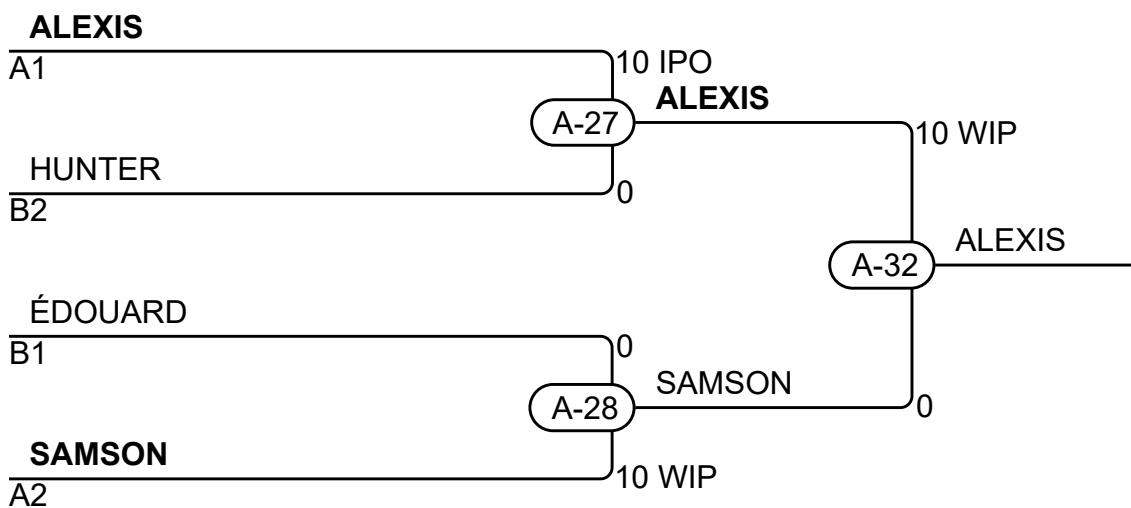 ALEXIS
A1
10 IPO
ALEXIS
A-27
10 WIP
HUNTER
B2
0
ALEXIS
A-32
ÉDOUARD
B1
0
SAMSON
A-28
0
SAMSON
A2
10 WIP